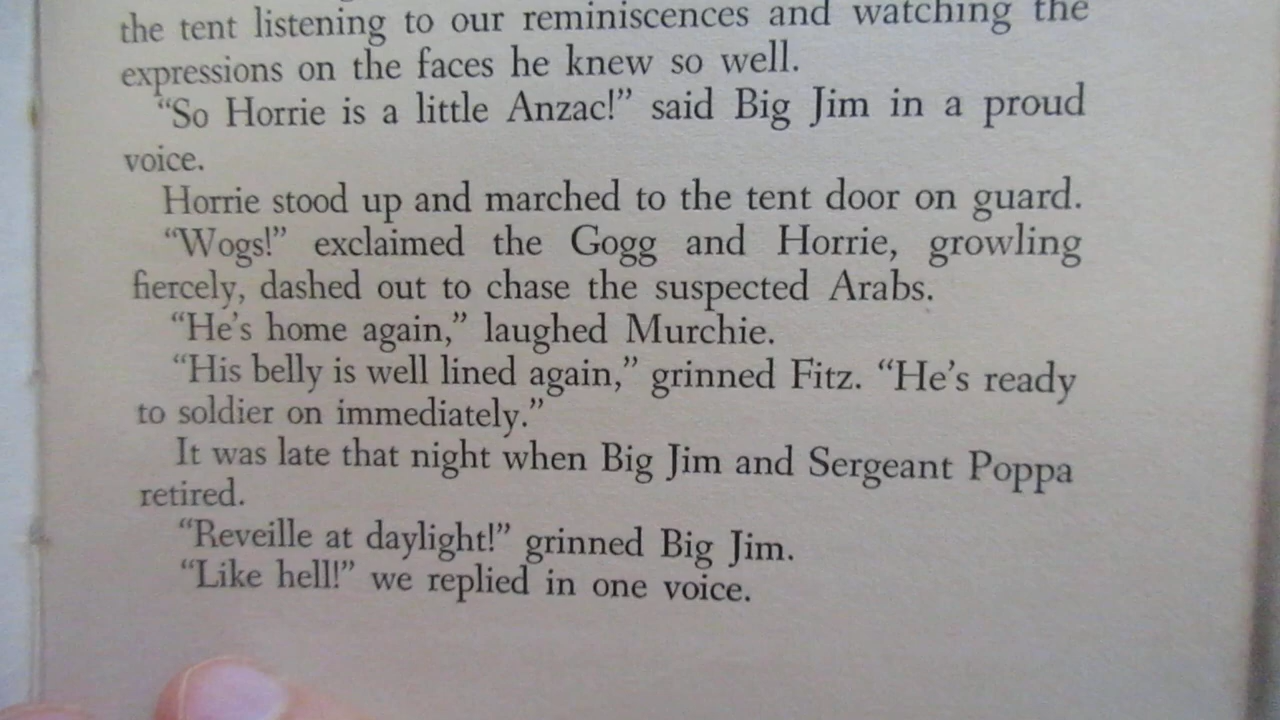 the tent listening to our reminiscences and watching the
expressions on the faces he knew so well.
“So Horrie is a little Anzac!” said Big Jim in a proud
voice.
Horrie stood up and marched to the tent door on guard.
“Wogs!” exclaimed the Gogg and Horrie, growling
fiercely, dashed out to chase the suspected Arabs.
“He’s home again,” laughed Murchie.
“His belly is well lined again,” grinned Fitz. “He’s ready
to soldier on immediately.”
It was late that night when Big Jim and Sergeant Poppa
retired.
“Reveille at daylight!” grinned Big Jim.
“Like hell!” we replied in one voice.